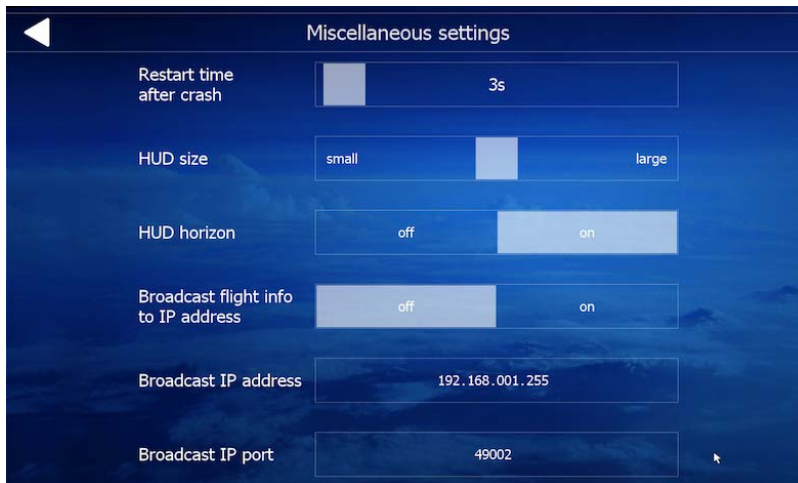 Miscellaneous settings
Restart time
after crash
3s
HUD size
small
large
HUD horizon
off
on
Broadcast flight info
to IP address
off
on
Broadcast IP address
192.168.001.255
Broadcast IP port
49002